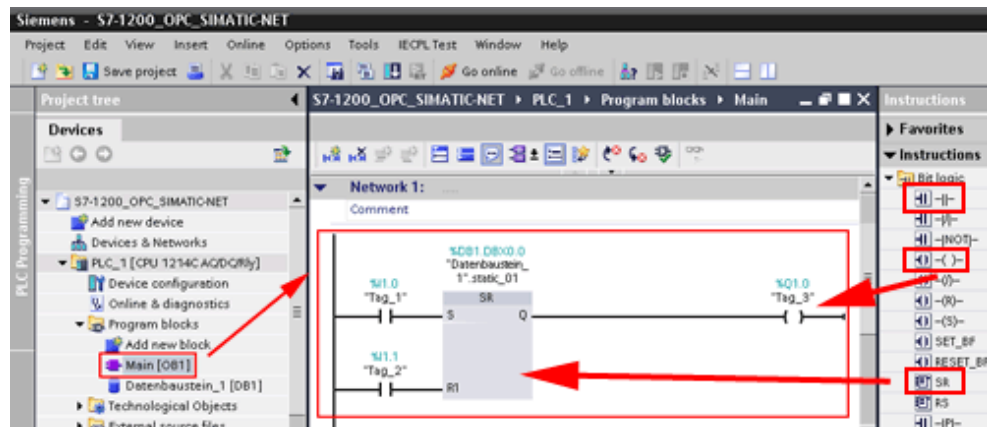 Siemens - S7-1200_OPC_SIMATIC-NET
Project Edit View Insert Online Options Tools IECPL Test Window Help
Save project Go online Go offline
Project tree
S7-1200_OPC_SIMATIC-NET PLC_1 Program blocks Main
Instructions
Devices
Favorites
Instructions
PLC Programming
S7-1200_OPC_SIMATIC-NET
Add new device
Devices & Networks
PLC_1 [CPU 1214C AC/DC/Rly]
Device configuration
Online & diagnostics
Program blocks
Add new block
Main [OB1]
Datenbaustein_1 [DB1]
Technological Objects
External source files
Network 1: .....
Comment
%DB1.DBX0.0
"Datenbaustein_
1".static_01
%I1.0
"Tag_1"
SR
S
Q
%Q1.0
"Tag_3"
%I1.1
"Tag_2"
R1
Bit logic
-||-
-|/|-
-|NOT|-
-( )-
-(/)-
-(R)-
-(S)-
SET_BF
RESET_BF
SR
RS
-|P|-